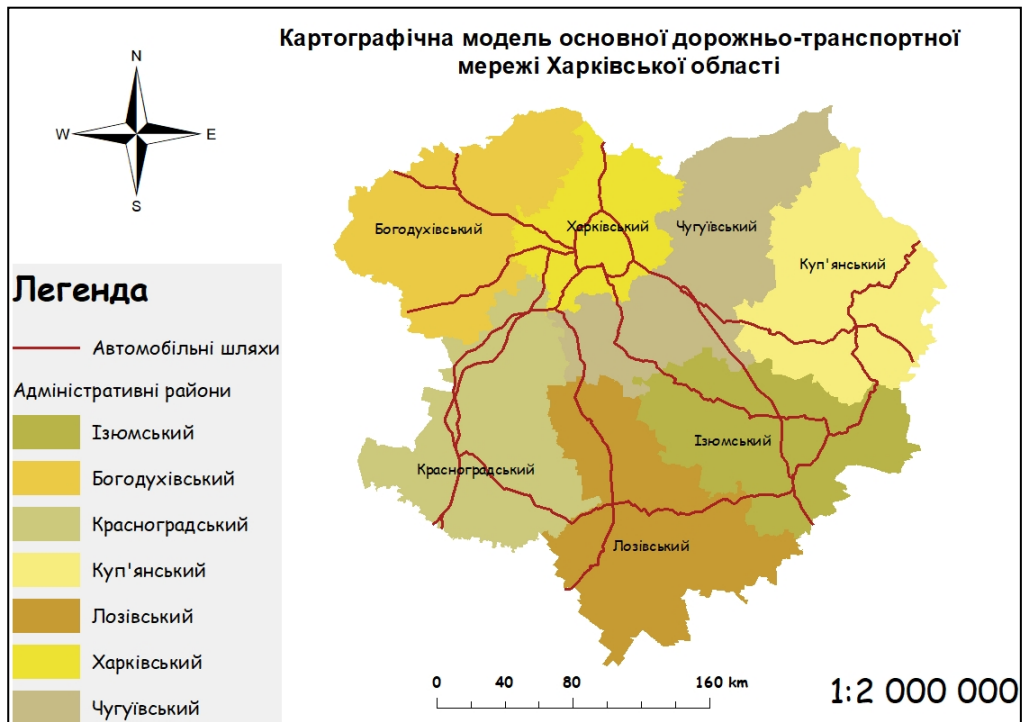 Картографічна модель основної дорожньо-транспортної
мережі Харківської області
N
W
E
S
Богодухівський
Харківський
Чугуївський
Куп'янський
Ізюмський
Красноградський
Лозівський
Легенда
Автомобільні шляхи
Адміністративні райони
Ізюмський
Богодухівський
Красноградський
Куп'янський
Лозівський
Харківський
Чугуївський
0 40 80 160 km
1:2 000 000